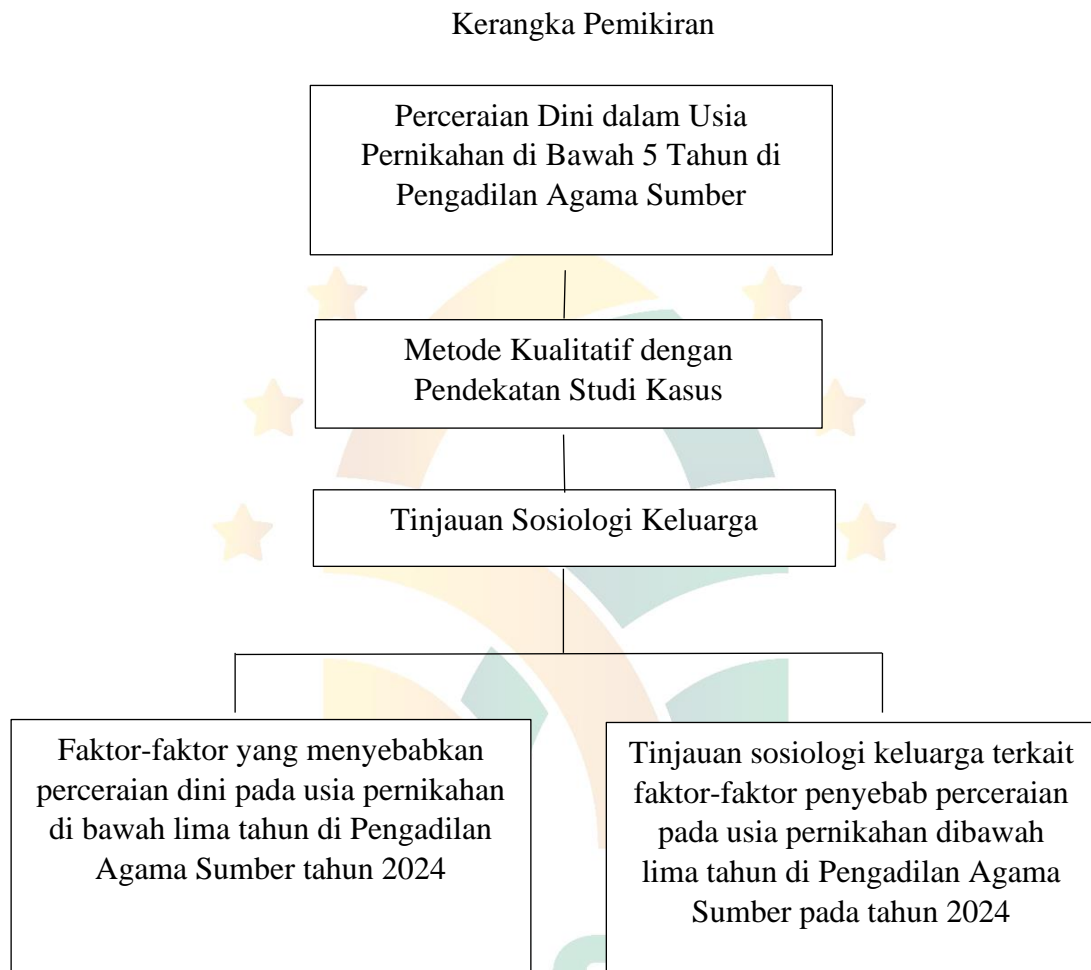 Kerangka Pemikiran
Perceraian Dini dalam Usia
Pernikahan di Bawah 5 Tahun di
Pengadilan Agama Sumber
Metode Kualitatif dengan
Pendekatan Studi Kasus
Tinjauan Sosiologi Keluarga
Faktor-faktor yang menyebabkan
perceraian dini pada usia pernikahan
di bawah lima tahun di Pengadilan
Agama Sumber tahun 2024
Tinjauan sosiologi keluarga terkait
faktor-faktor penyebab perceraian
pada usia pernikahan dibawah
lima tahun di Pengadilan Agama
Sumber pada tahun 2024